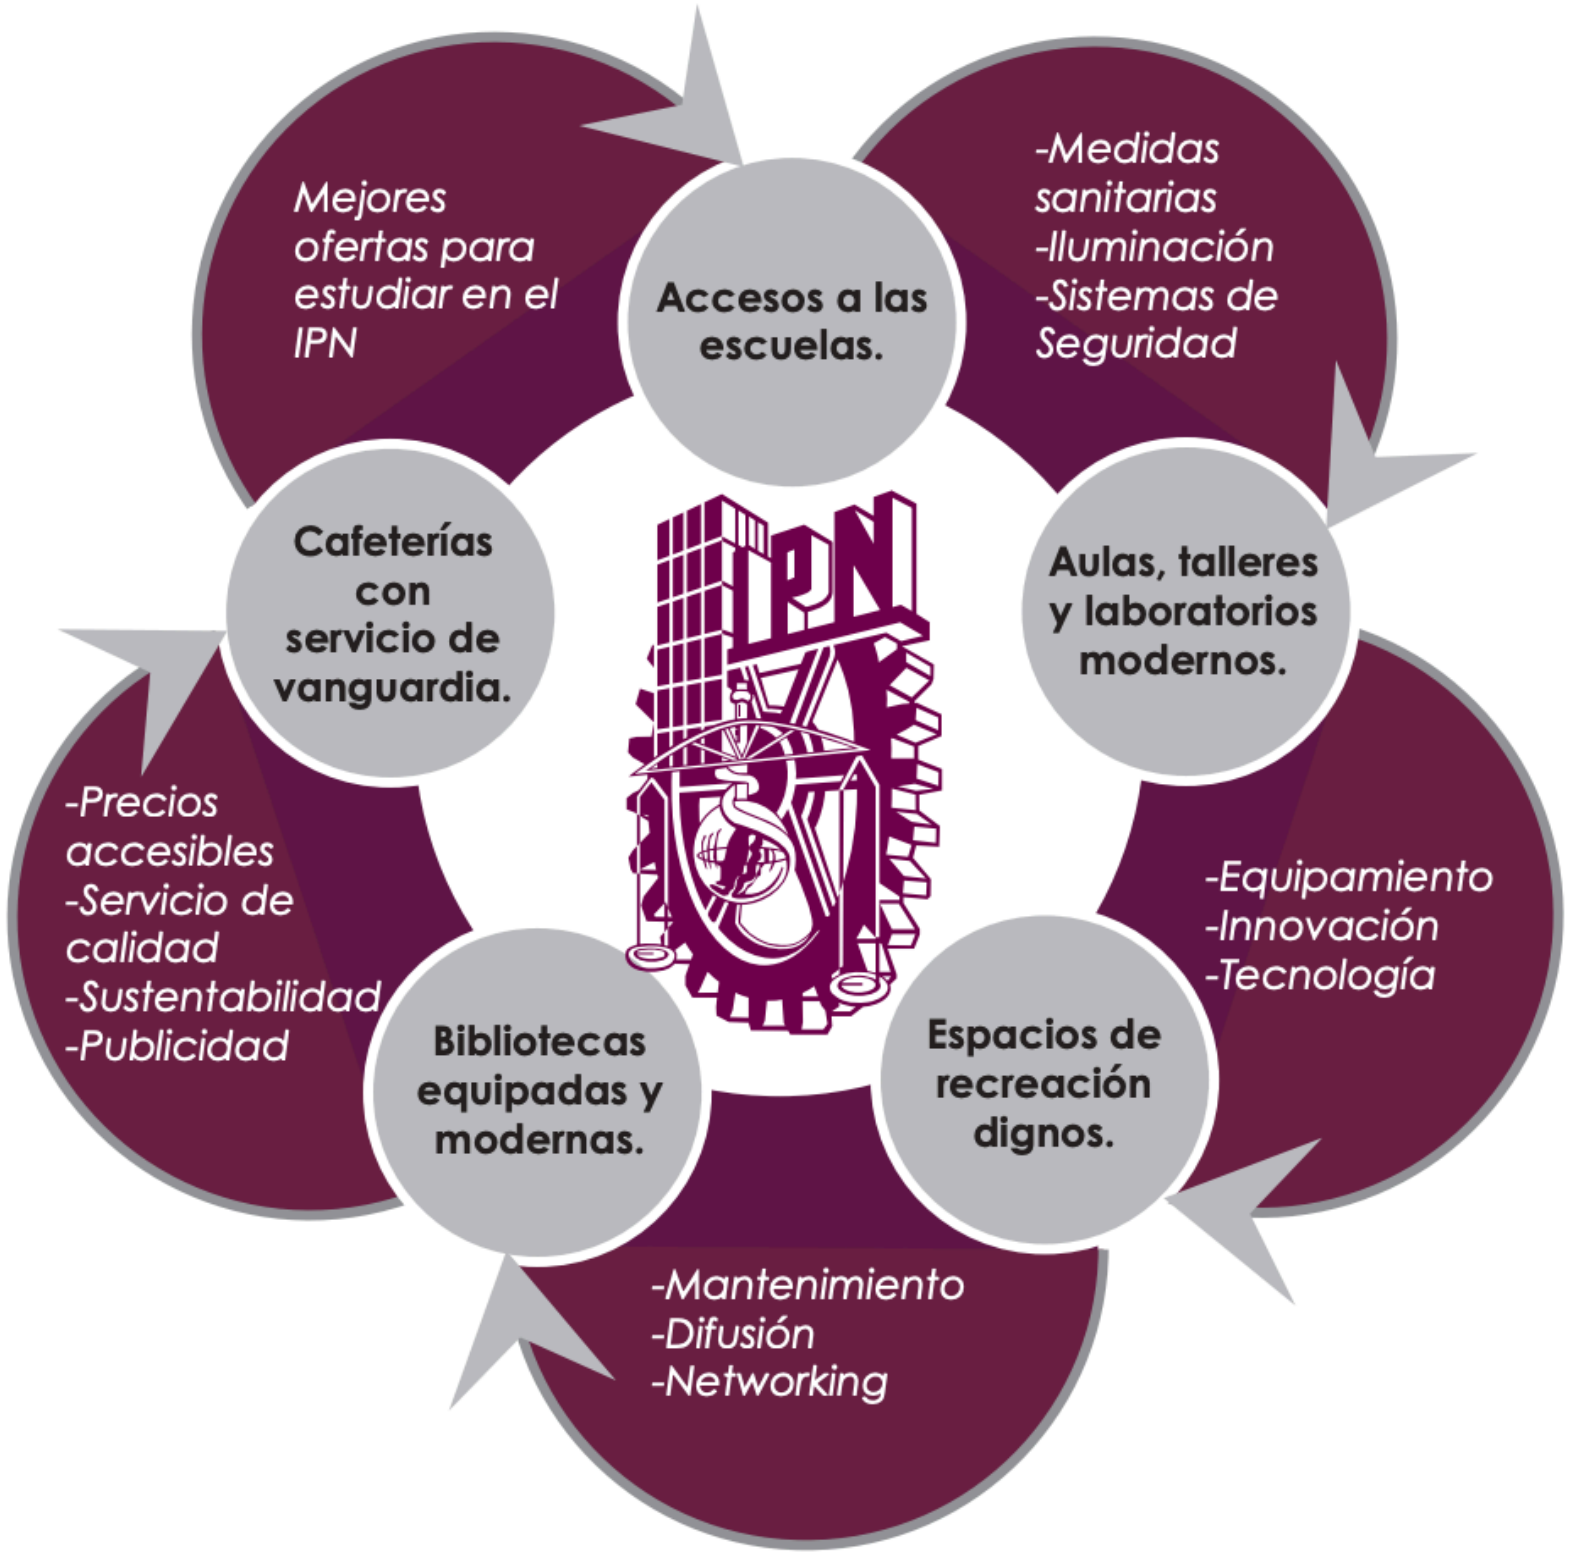 Mejores
ofertas para
estudiar en el
IPN
Accesos a las
escuelas.
-Medidas
sanitarias
-Iluminación
-Sistemas de
Seguridad
Aulas, talleres
y laboratorios
modernos.
-Equipamiento
-Innovación
-Tecnología
Espacios de
recreación
dignos.
-Mantenimiento
-Difusión
-Networking
Bibliotecas
equipadas y
modernas.
-Precios
accesibles
-Servicio de
calidad
-Sustentabilidad
-Publicidad
Cafeterías
con
servicio de
vanguardia.
IPN